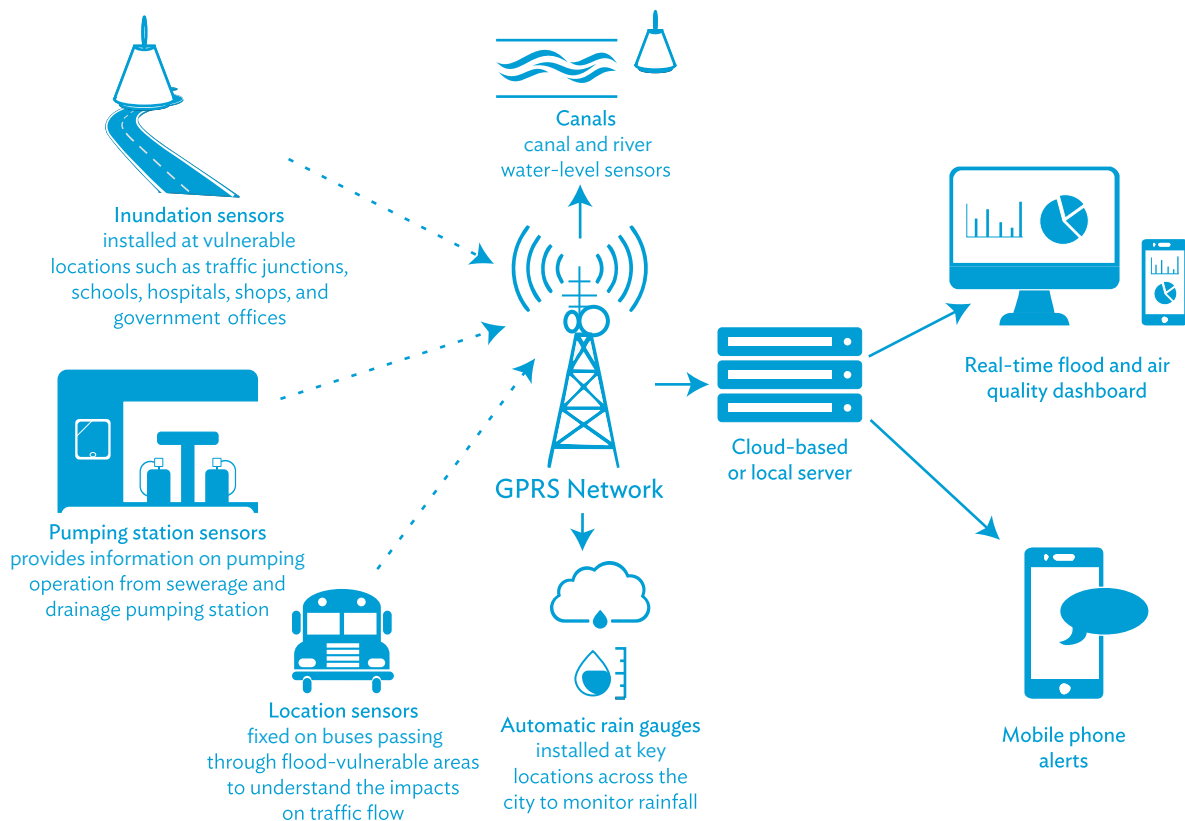 Canals
canal and river
water-level sensors
Inundation sensors
installed at vulnerable
locations such as traffic junctions,
schools, hospitals, shops, and
government offices
Real-time flood and air
quality dashboard
Cloud-based
or local server
GPRS Network
Pumping station sensors
provides information on pumping
operation from sewerage and
drainage pumping station
Location sensors
fixed on buses passing
through flood-vulnerable areas
to understand the impacts
on traffic flow
Automatic rain gauges
installed at key
locations across the
city to monitor rainfall
Mobile phone
alerts